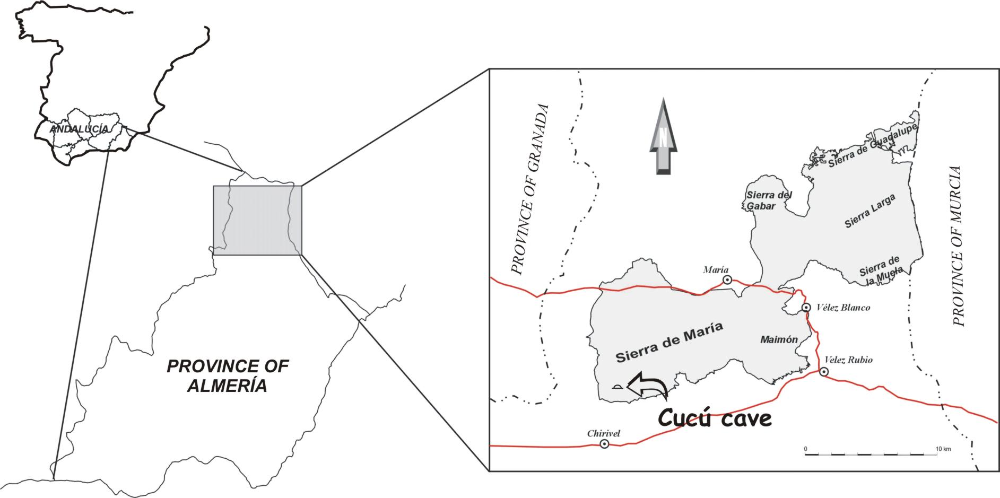 ANDALUCÍA
PROVINCE OF
ALMERÍA
PROVINCE OF GRANADA
N
Sierra de Guadalupe
Sierra del
Gabar
Sierra Larga
PROVINCE OF MURCIA
Sierra de
la Muela
María
Vélez Blanco
Sierra de María
Maimón
Velez Rubio
Cucú cave
Chirivel
0
10 km